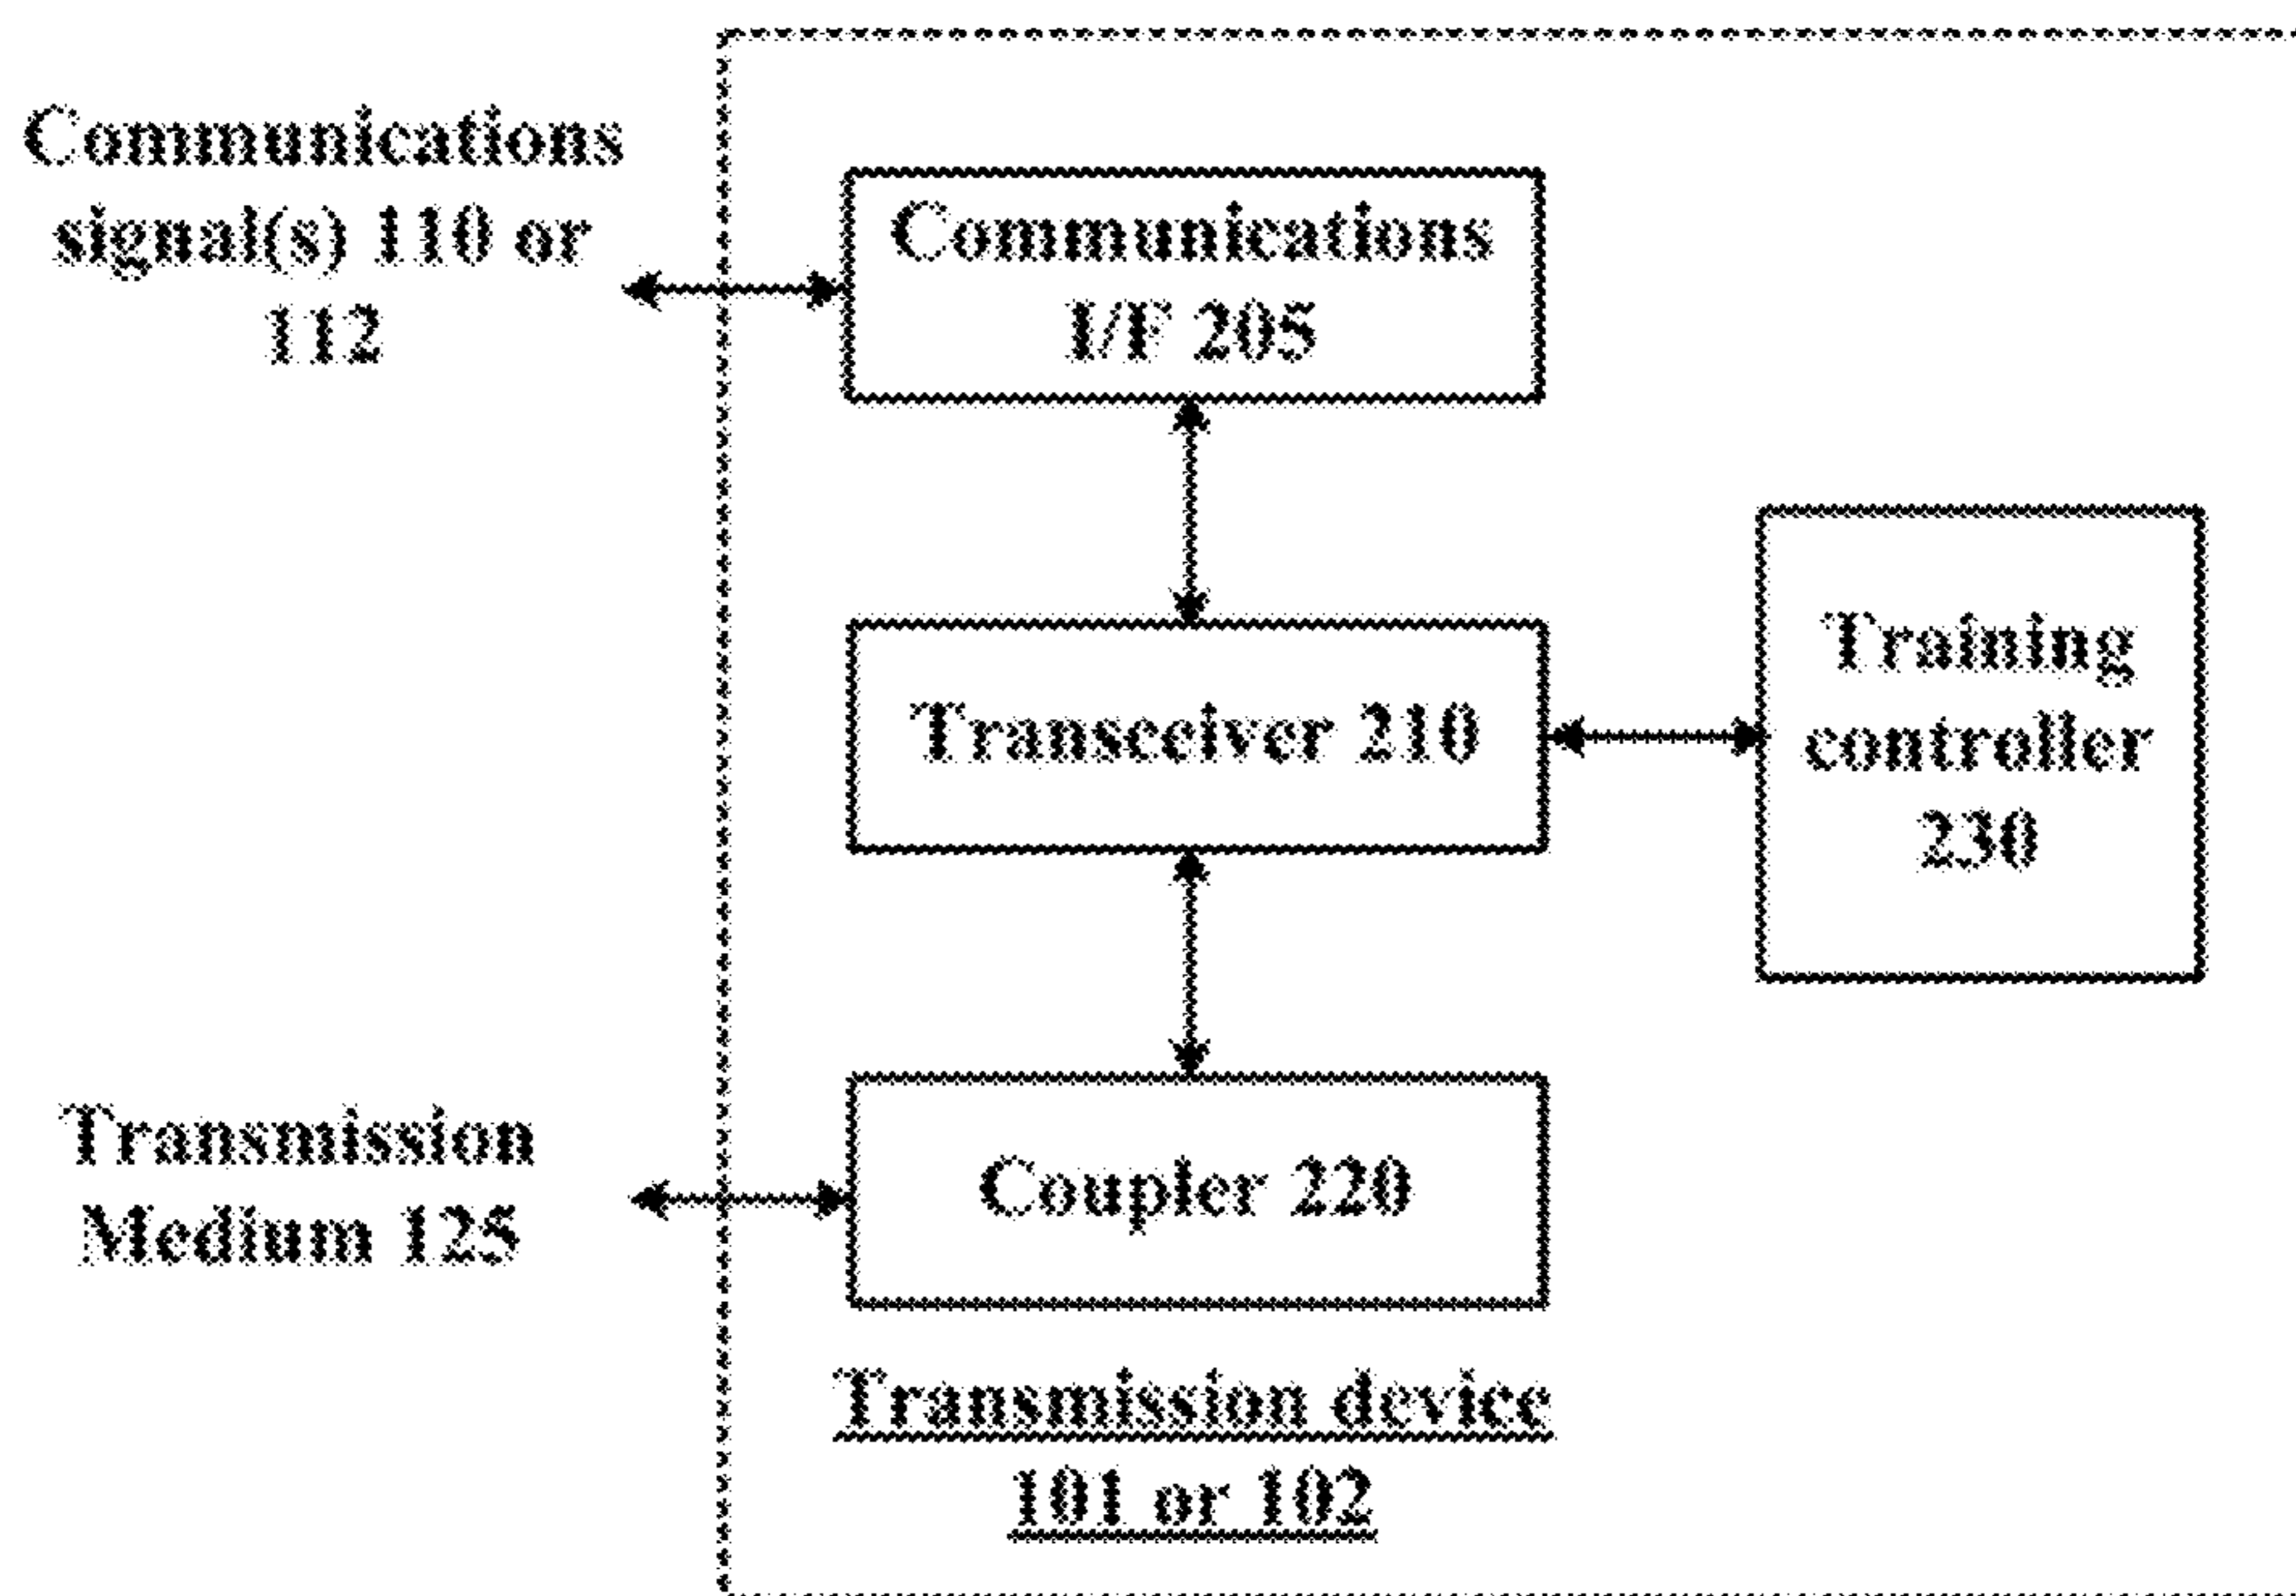 Communications
signal(s) 110 or
112
Communications
I/F 205
Transceiver 210
Training
controller
230
Transmission
Medium 125
Coupler 220
Transmission device
101 or 102